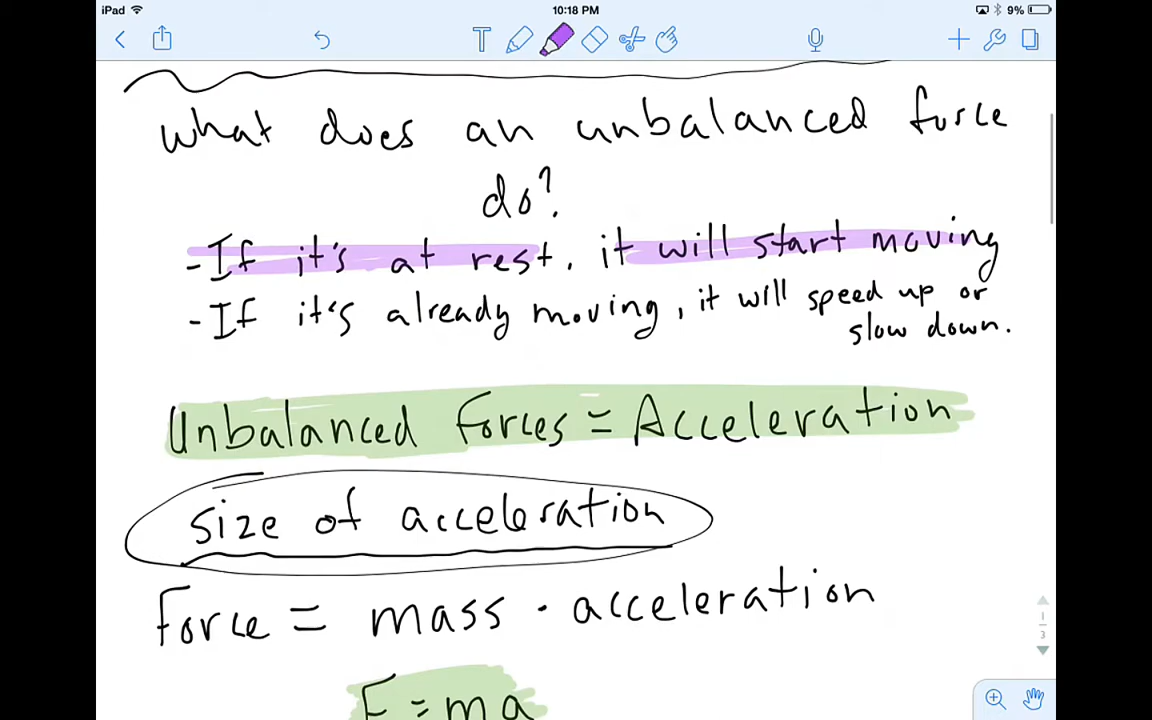 iPad 10:18 PM 9%
T
What does an unbalanced force
do?
- If it's at rest, it will start moving
- If it's already moving, it will speed up or
slow down.
Unbalanced Forces = Acceleration
size of acceleration
Force = mass · acceleration
1
3
F = ma